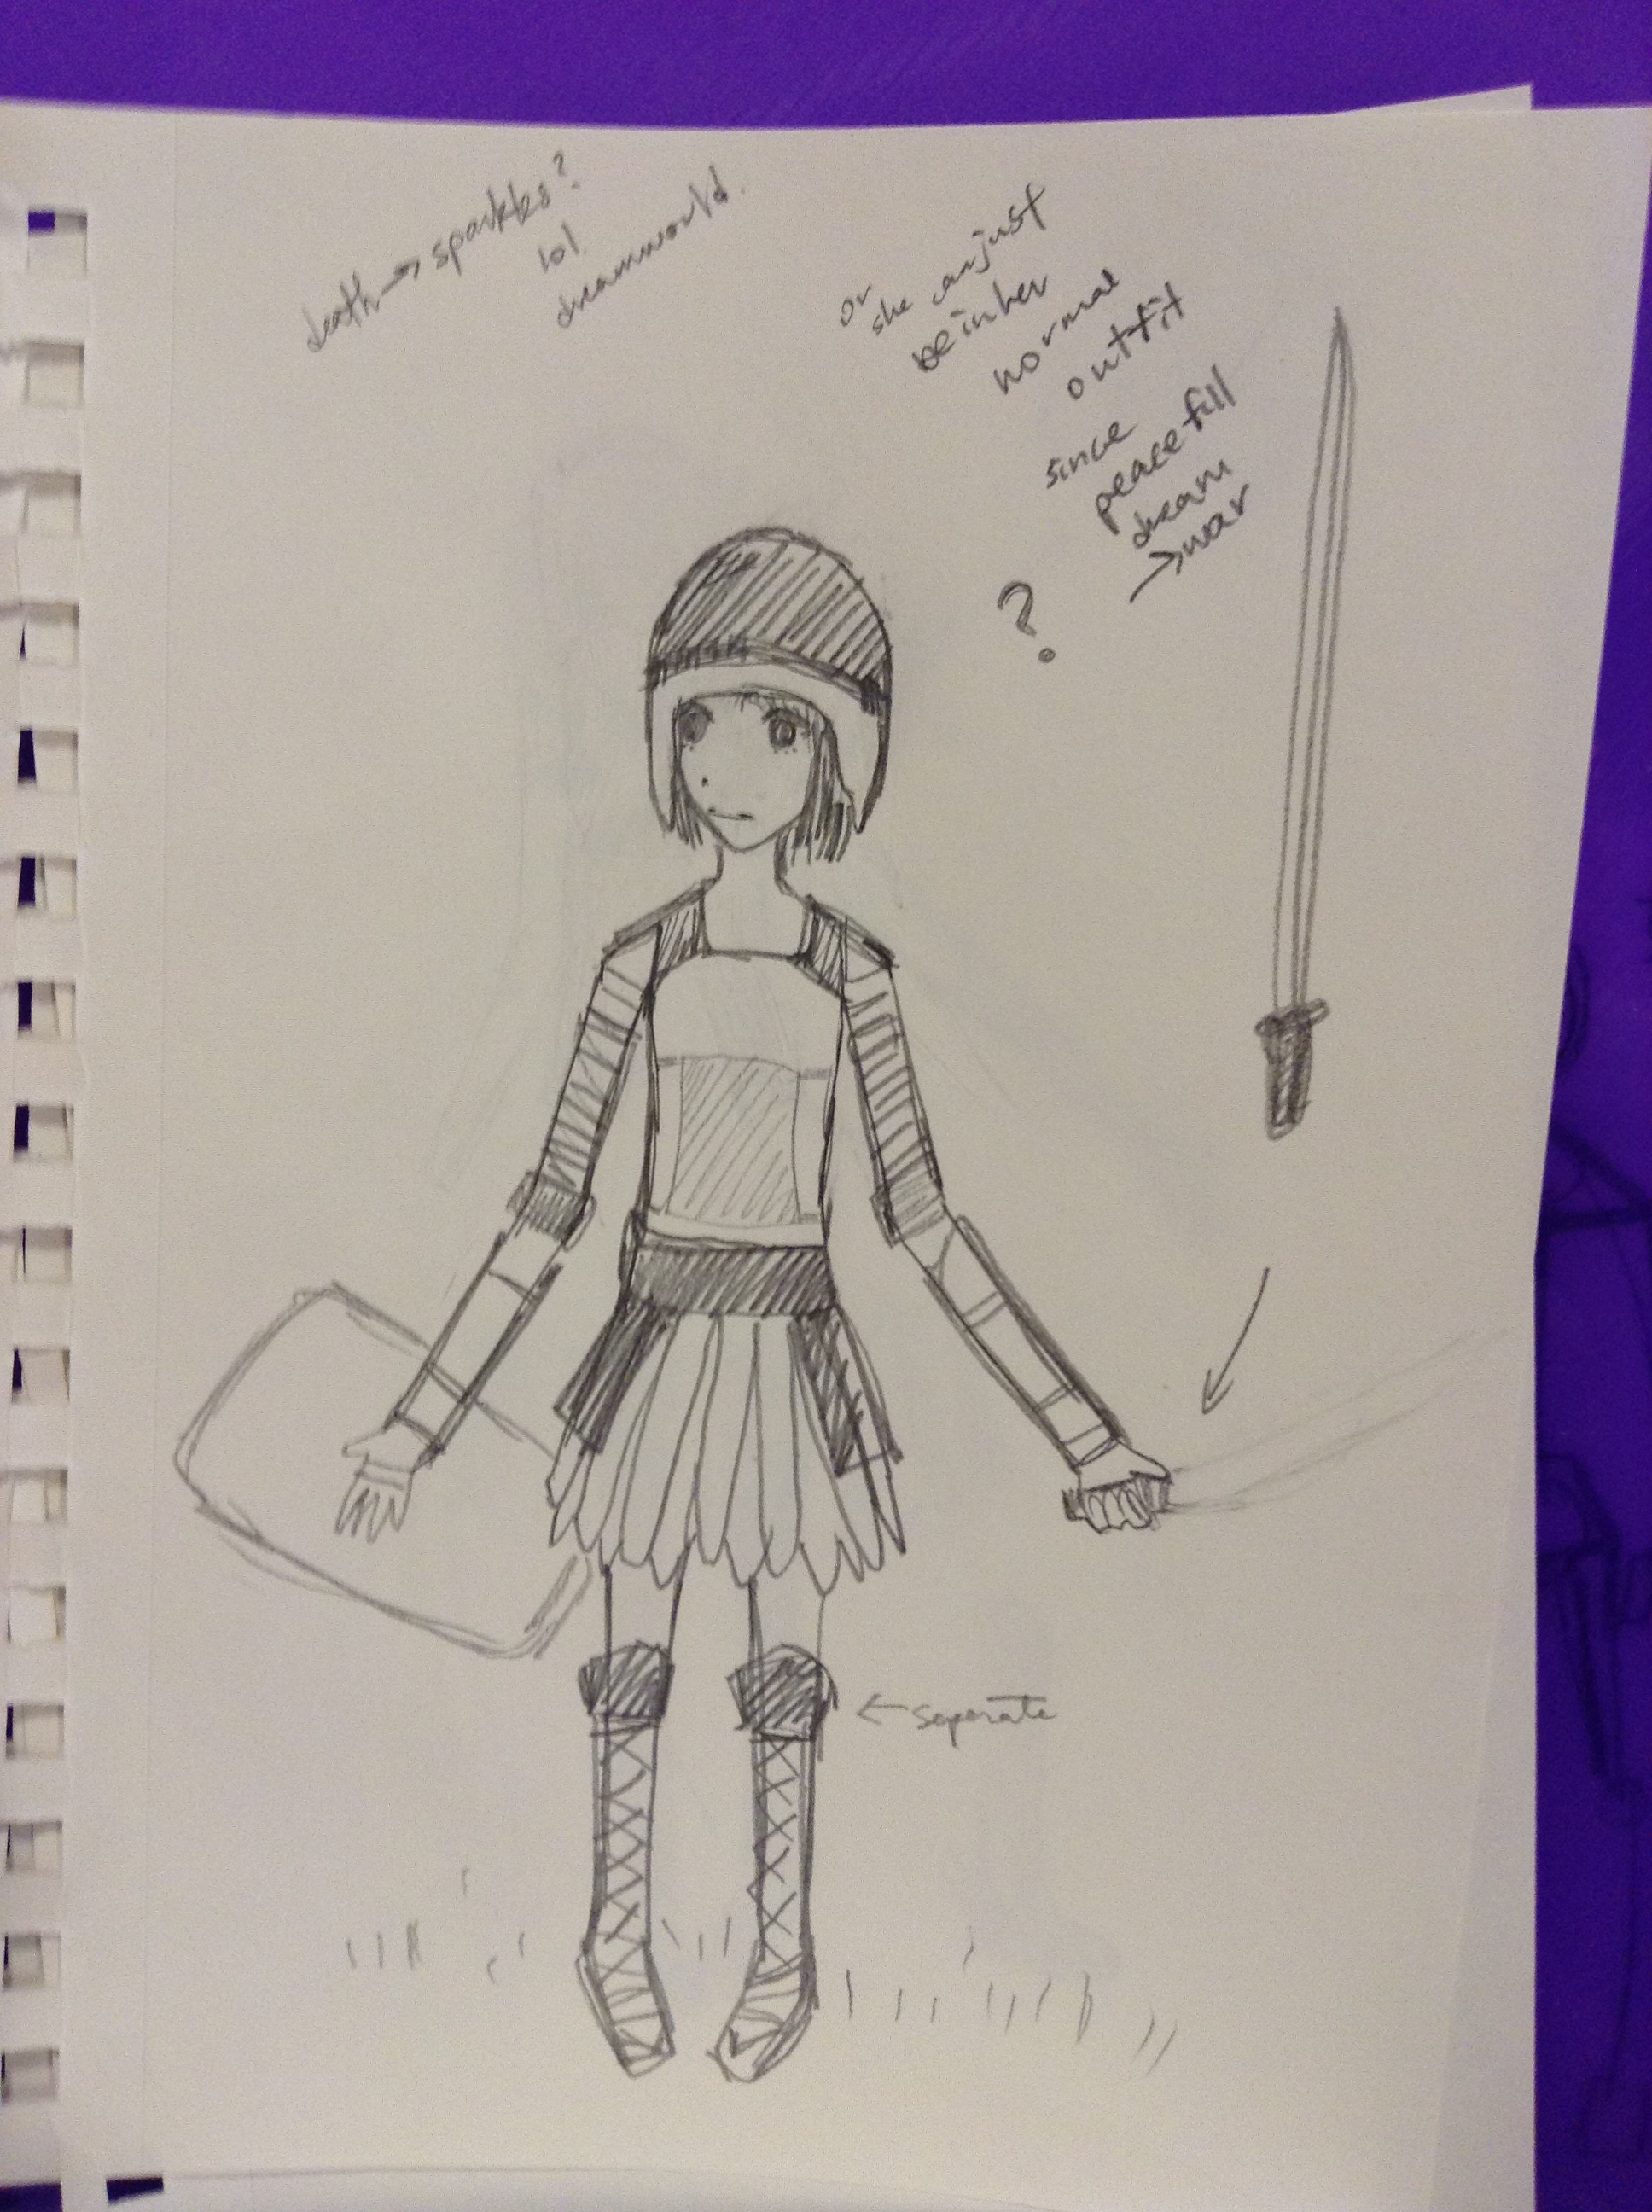 death → sparkles?
lol
dreamworld.
or
she can just
be in her
normal
outfit
since
peacefull
dream
→ war
?
← seperate